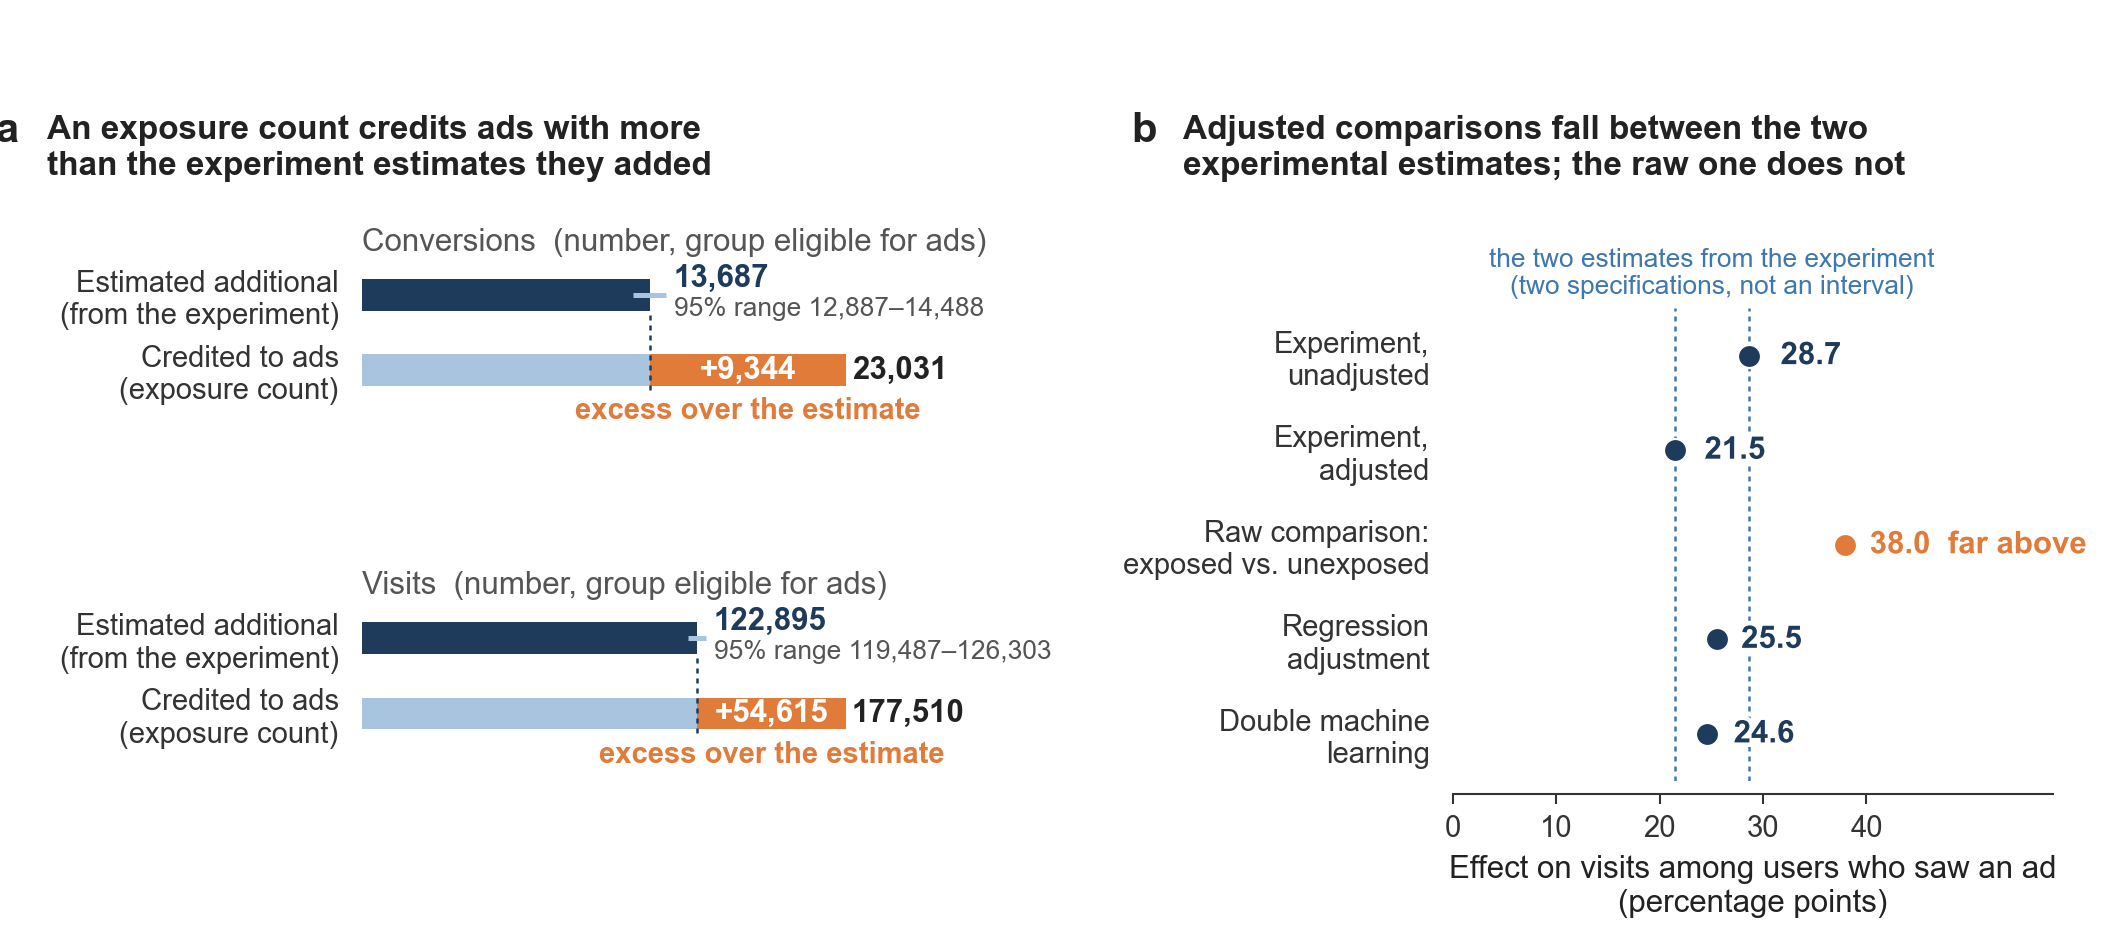 a
An exposure count credits ads with more
than the experiment estimates they added
Conversions (number, group eligible for ads)
Estimated additional
(from the experiment)
13,687
95% range 12,887–14,488
Credited to ads
(exposure count)
+9,344
23,031
excess over the estimate
Visits (number, group eligible for ads)
Estimated additional
(from the experiment)
122,895
95% range 119,487–126,303
Credited to ads
(exposure count)
+54,615
177,510
excess over the estimate
b
Adjusted comparisons fall between the two
experimental estimates; the raw one does not
the two estimates from the experiment
(two specifications, not an interval)
Experiment,
unadjusted
28.7
Experiment,
adjusted
21.5
Raw comparison:
exposed vs. unexposed
38.0 far above
Regression
adjustment
25.5
Double machine
learning
24.6
0 10 20 30 40
Effect on visits among users who saw an ad
(percentage points)